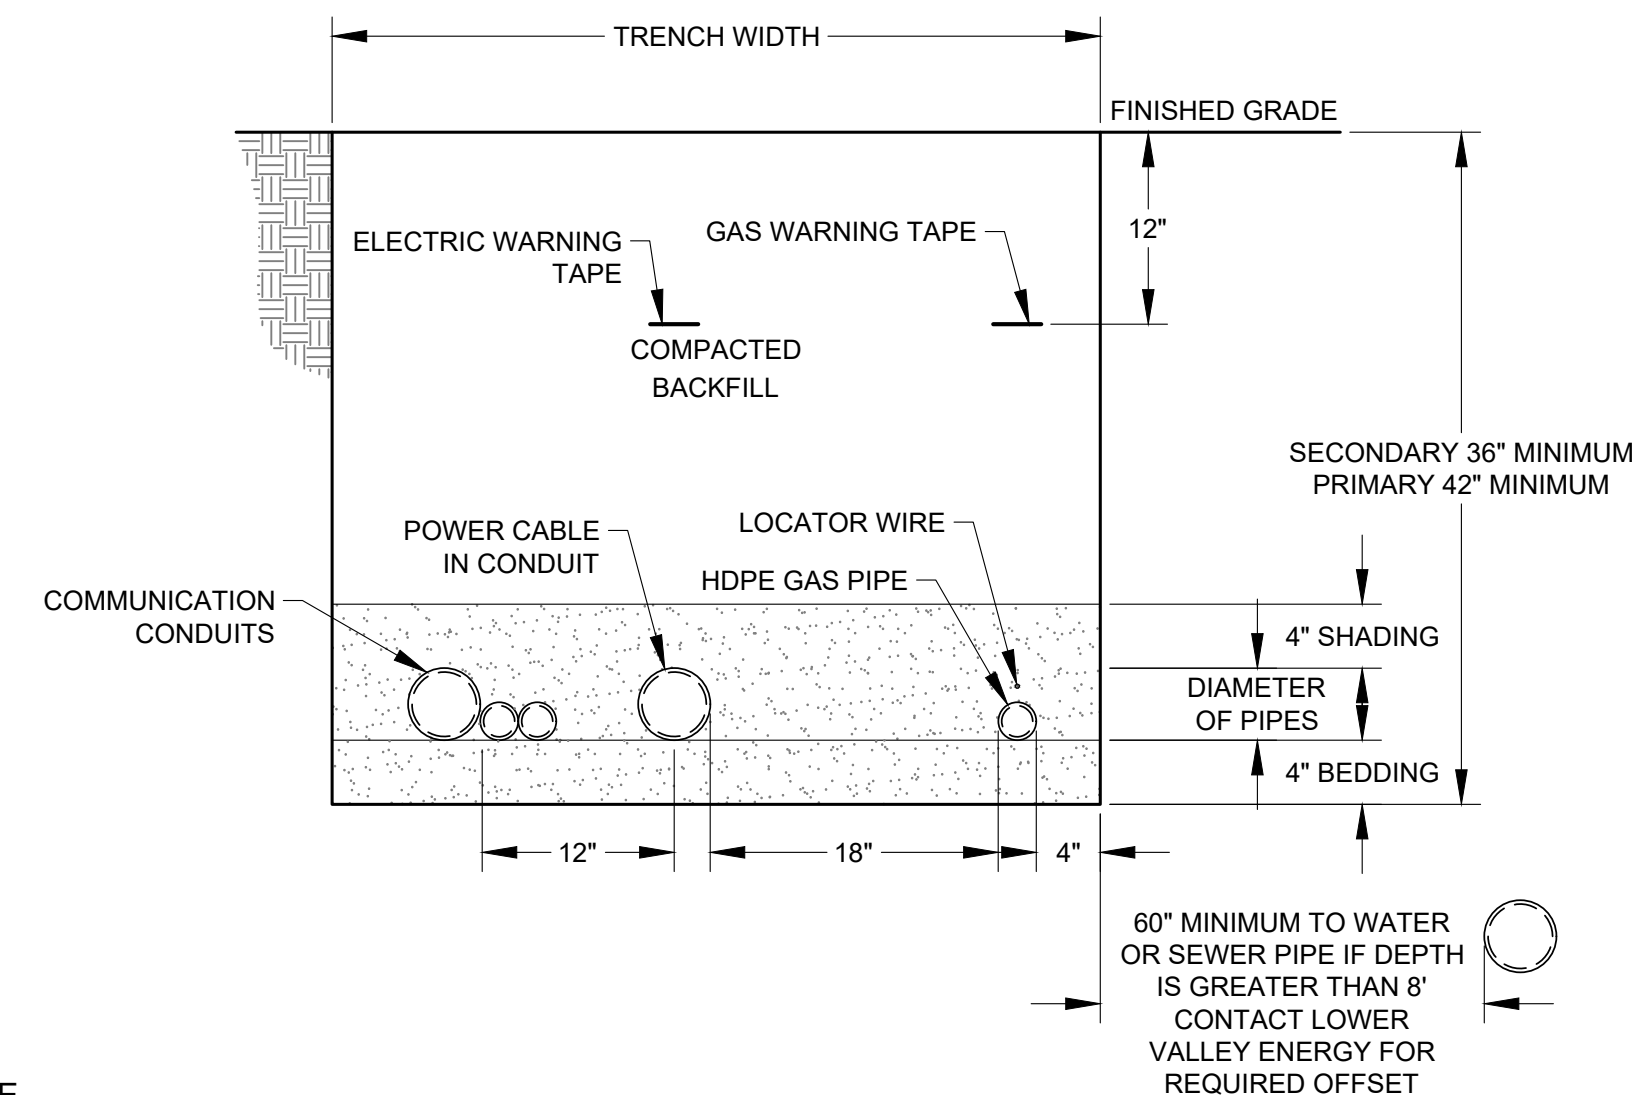 TRENCH WIDTH
FINISHED GRADE
12"
ELECTRIC WARNING
TAPE
GAS WARNING TAPE
COMPACTED
BACKFILL
SECONDARY 36" MINIMUM
PRIMARY 42" MINIMUM
POWER CABLE
IN CONDUIT
LOCATOR WIRE
HDPE GAS PIPE
COMMUNICATION
CONDUITS
4" SHADING
DIAMETER
OF PIPES
4" BEDDING
12"
18"
4"
60" MINIMUM TO WATER
OR SEWER PIPE IF DEPTH
IS GREATER THAN 8'
CONTACT LOWER
VALLEY ENERGY FOR
REQUIRED OFFSET